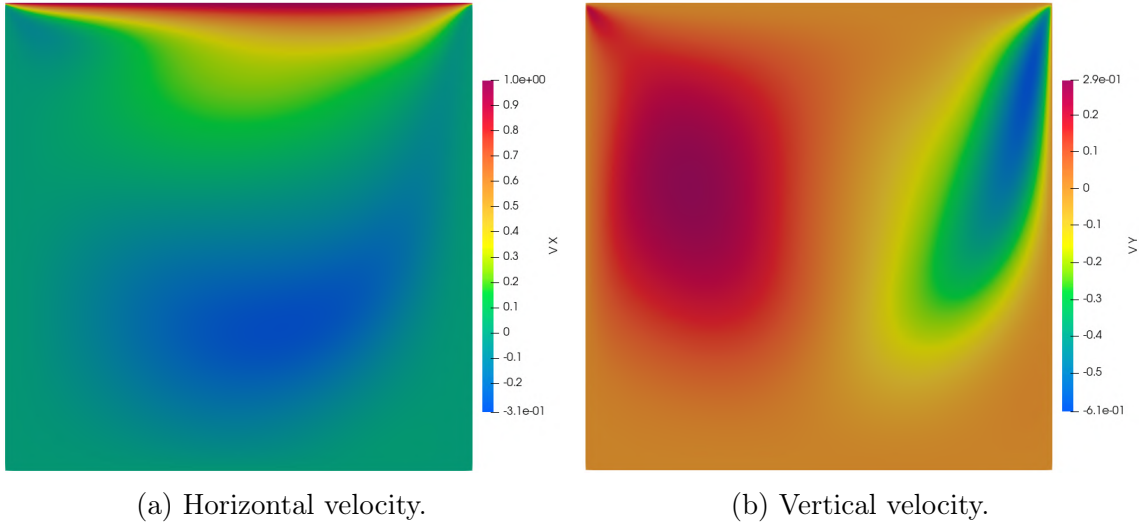 1.0e+00
0.9
0.8
0.7
0.6
0.5
0.4
0.3
0.2
0.1
0
-0.1
-0.2
-3.1e-01
VX
2.9e-01
0.2
0.1
0
-0.1
-0.2
-0.3
-0.4
-0.5
-6.1e-01
VY
(a) Horizontal velocity.
(b) Vertical velocity.